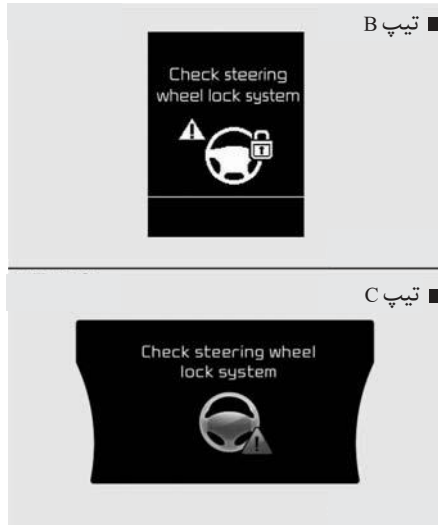 ■ تیپ B
Check steering
wheel lock system
■ تیپ C
Check steering wheel
lock system